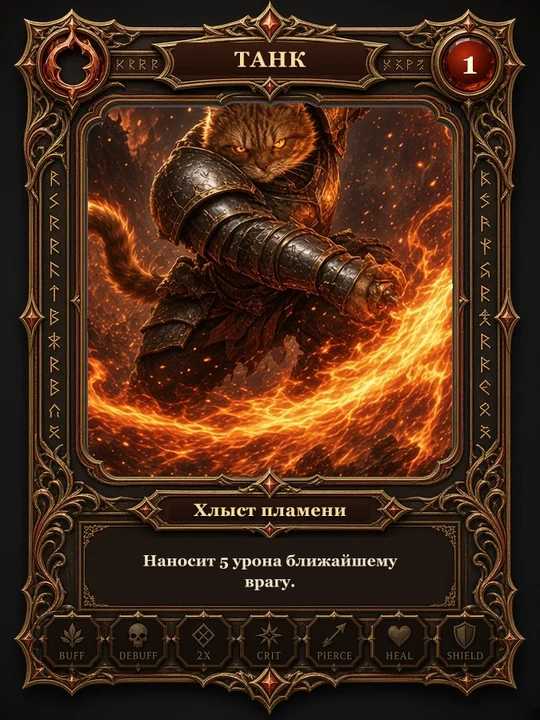 ТАНК
1
Хлыст пламени
Наносит 5 урона ближайшему
врагу.
BUFF
DEBUFF
2X
CRIT
PIERCE
HEAL
SHIELD